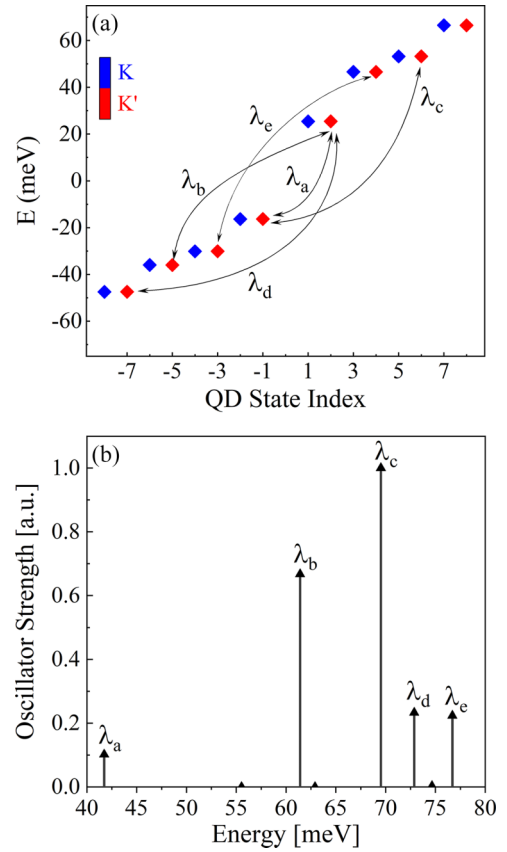 (a)
K
K'
λe
λc
λb
λa
λd
60
40
20
0
-20
-40
-60
E (meV)
-7 -5 -3 -1 1 3 5 7
QD State Index
(b)
λc
λb
λd
λe
λa
1.0
0.8
0.6
0.4
0.2
0.0
Oscillator Strength [a.u.]
40 45 50 55 60 65 70 75 80
Energy [meV]